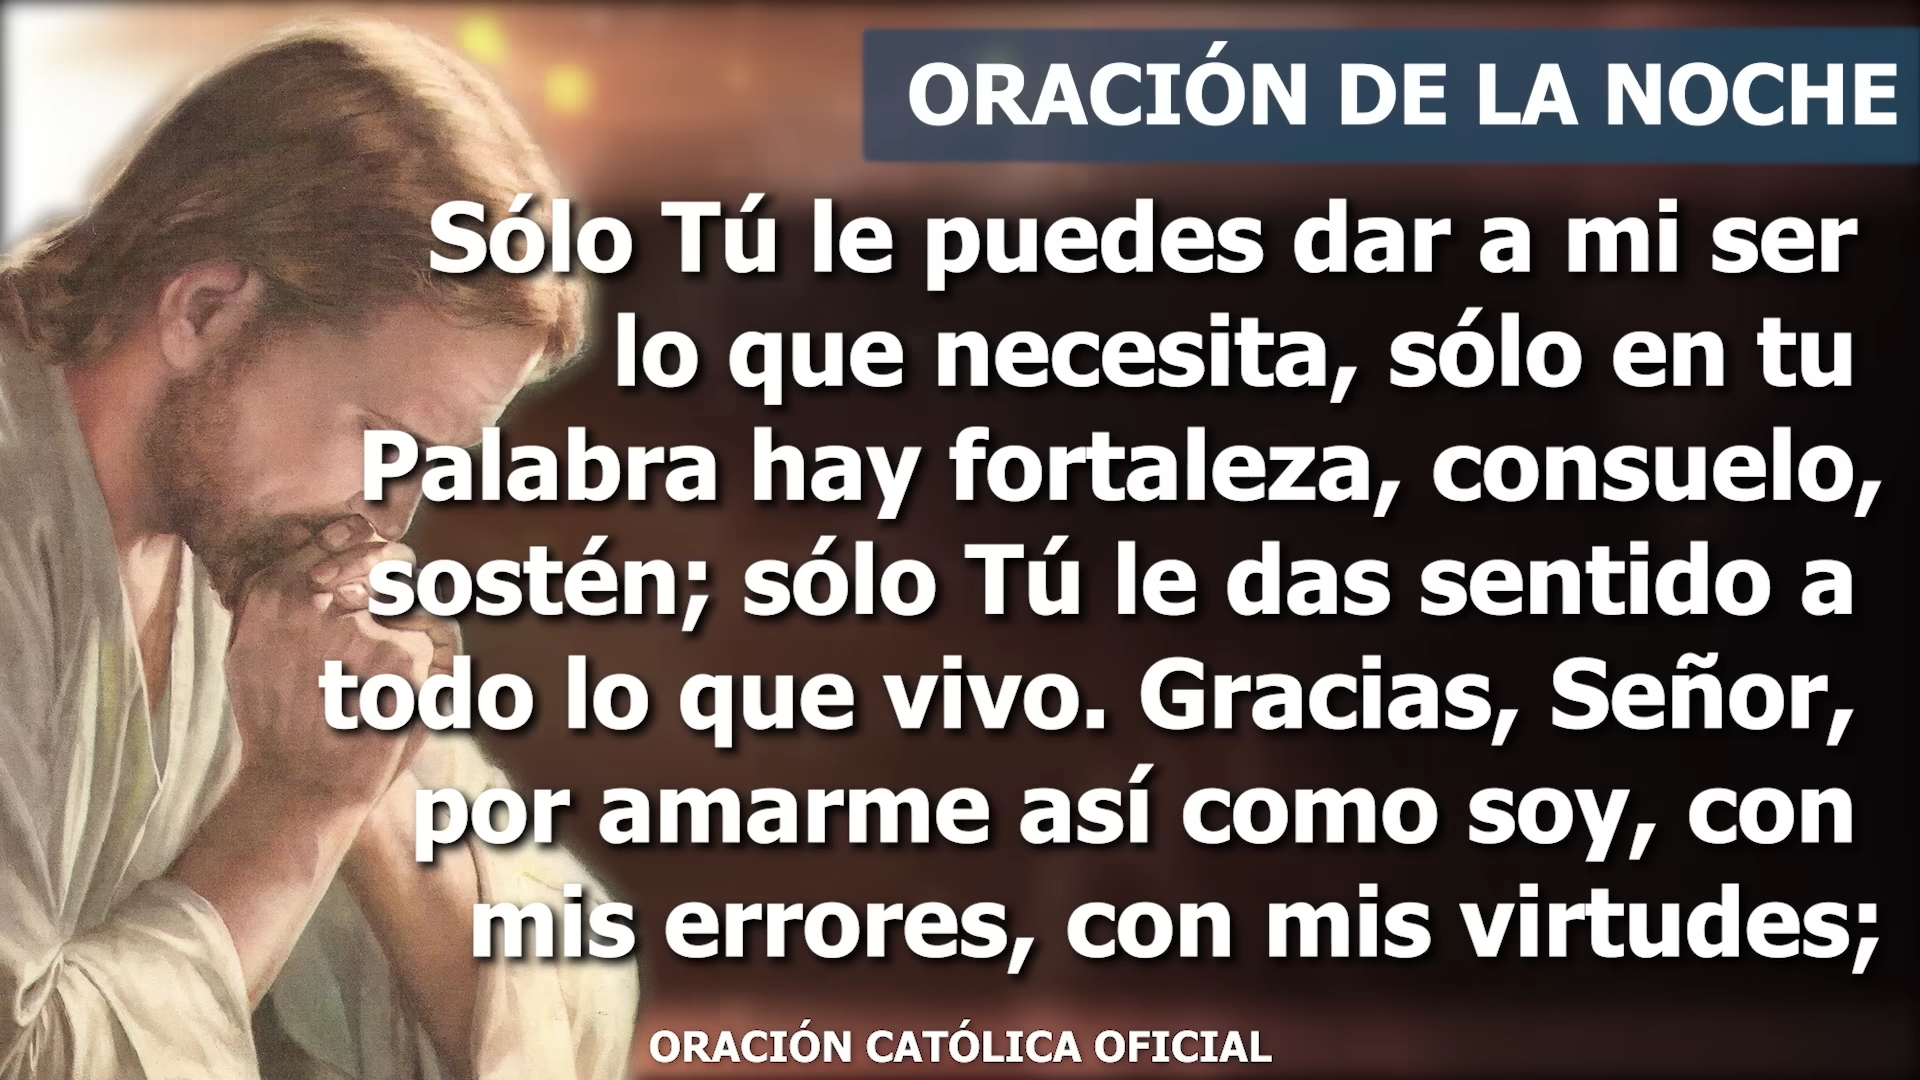 ORACIÓN DE LA NOCHE
Sólo Tú le puedes dar a mi ser
lo que necesita, sólo en tu
Palabra hay fortaleza, consuelo,
sostén; sólo Tú le das sentido a
todo lo que vivo. Gracias, Señor,
por amarme así como soy, con
mis errores, con mis virtudes;
ORACIÓN CATÓLICA OFICIAL